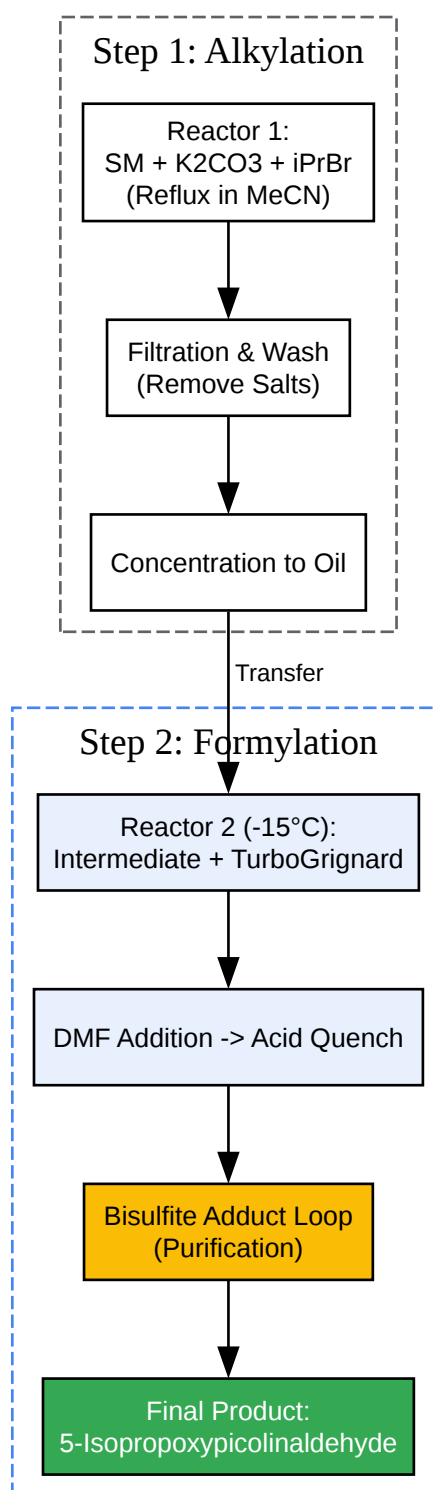 Step 1: Alkylation
Reactor 1:
SM + K2CO3 + iPrBr
(Reflux in MeCN)
Filtration & Wash
(Remove Salts)
Concentration to Oil
Transfer
Step 2: Formylation
Reactor 2 (-15°C):
Intermediate + TurboGrignard
DMF Addition -> Acid Quench
Bisulfite Adduct Loop
(Purification)
Final Product:
5-Isopropoxypicolinaldehyde